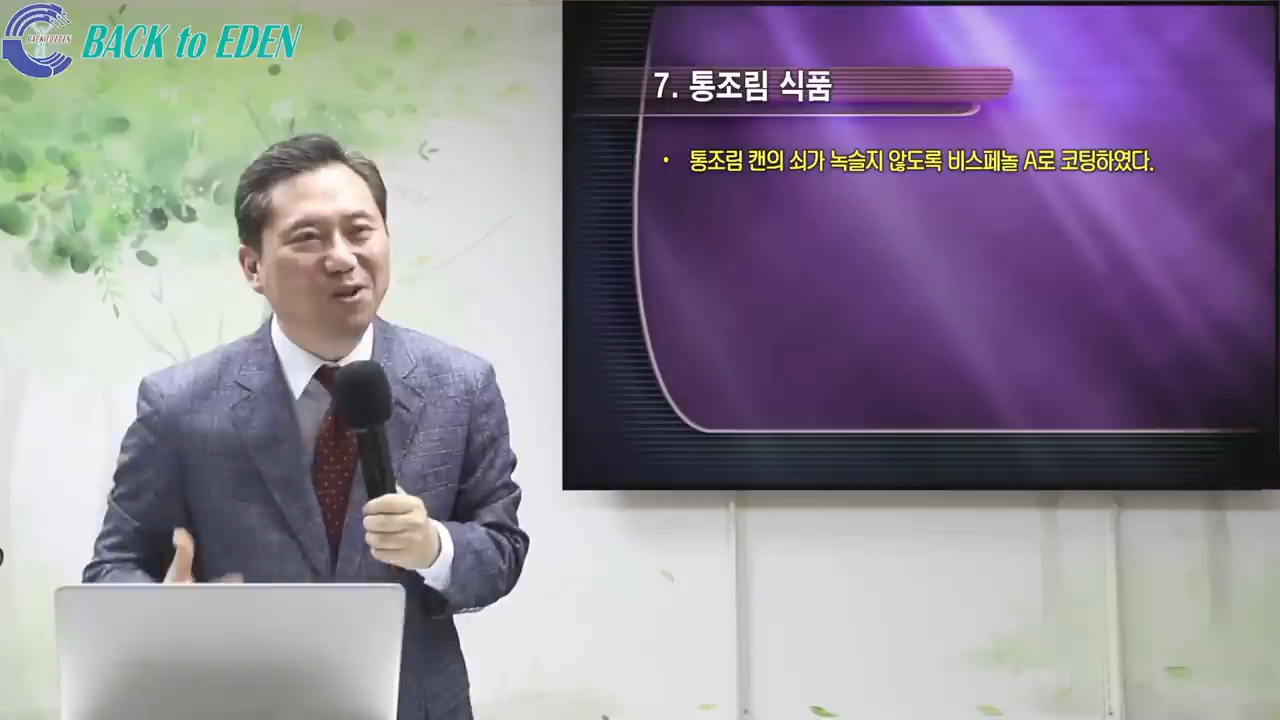 BACK to EDEN
7. 통조림 식품
• 통조림 캔의 쇠가 녹슬지 않도록 비스페놀 A로 코팅하였다.